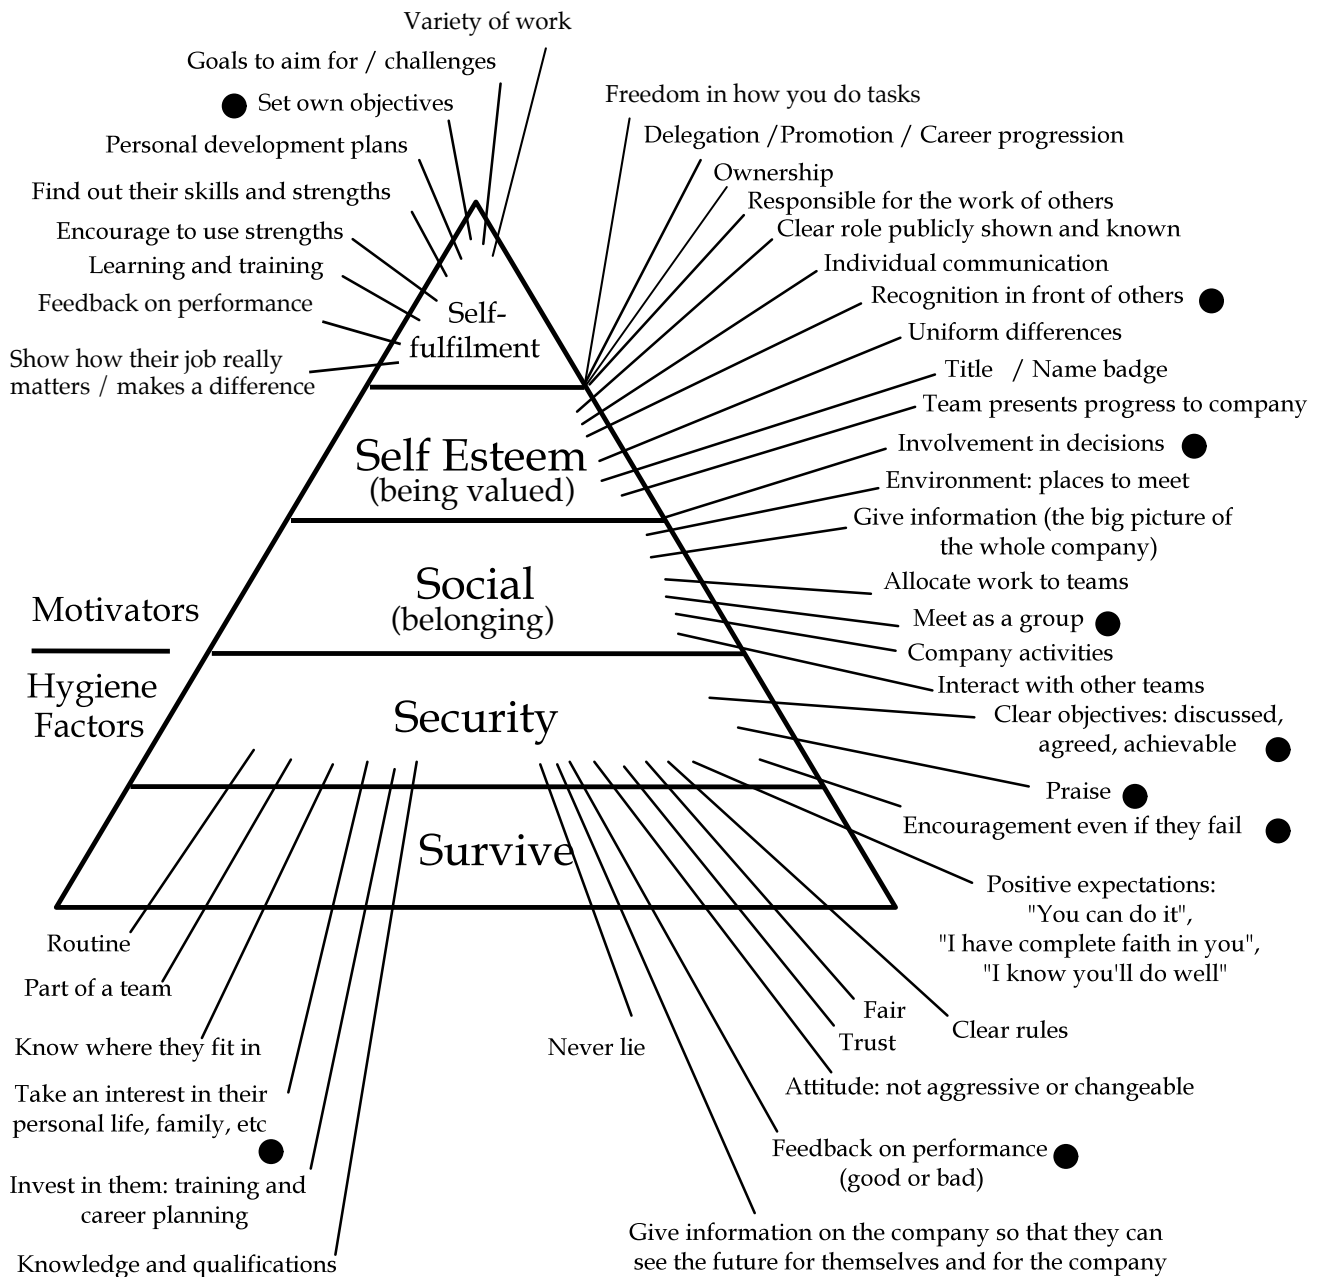 Variety of work
Goals to aim for / challenges
Set own objectives
Personal development plans
Find out their skills and strengths
Encourage to use strengths
Learning and training
Feedback on performance
Show how their job really
matters / makes a difference
Freedom in how you do tasks
Delegation /Promotion / Career progression
Ownership
Responsible for the work of others
Clear role publicly shown and known
Individual communication
Recognition in front of others
Uniform differences
Title / Name badge
Team presents progress to company
Involvement in decisions
Environment: places to meet
Give information (the big picture of
the whole company)
Allocate work to teams
Meet as a group
Company activities
Interact with other teams
Clear objectives: discussed,
agreed, achievable
Praise
Encouragement even if they fail
Positive expectations:
"You can do it",
"I have complete faith in you",
"I know you'll do well"
Self-
fulfilment
Self Esteem
(being valued)
Social
(belonging)
Security
Survive
Motivators
Hygiene
Factors
Routine
Part of a team
Know where they fit in
Take an interest in their
personal life, family, etc
Invest in them: training and
career planning
Knowledge and qualifications
Never lie
Fair
Trust
Clear rules
Attitude: not aggressive or changeable
Feedback on performance
(good or bad)
Give information on the company so that they can
see the future for themselves and for the company